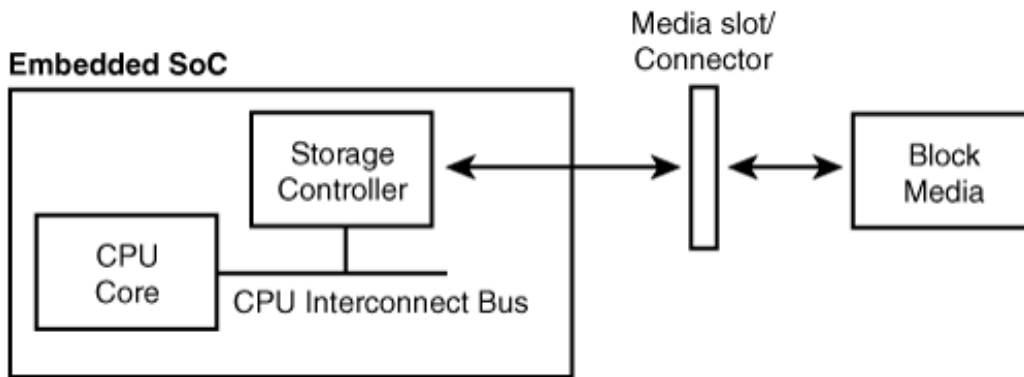 Media slot/
Connector
Embedded SoC
Storage
Controller
Block
Media
CPU
Core
CPU Interconnect Bus